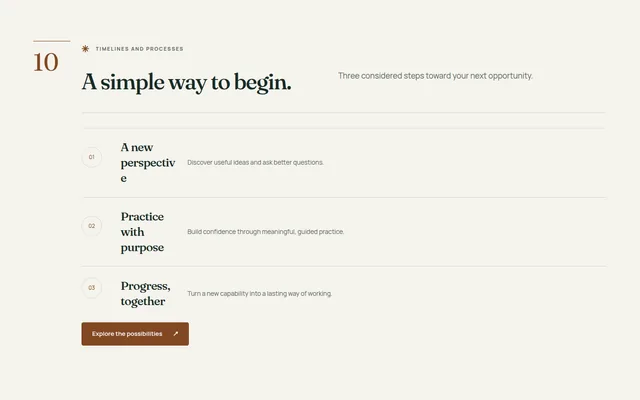 10
TIMELINES AND PROCESSES
A simple way to begin.
Three considered steps toward your next opportunity.
01
A new
perspectiv
e
Discover useful ideas and ask better questions.
02
Practice
with
purpose
Build confidence through meaningful, guided practice.
03
Progress,
together
Turn a new capability into a lasting way of working.
Explore the possibilities ↗